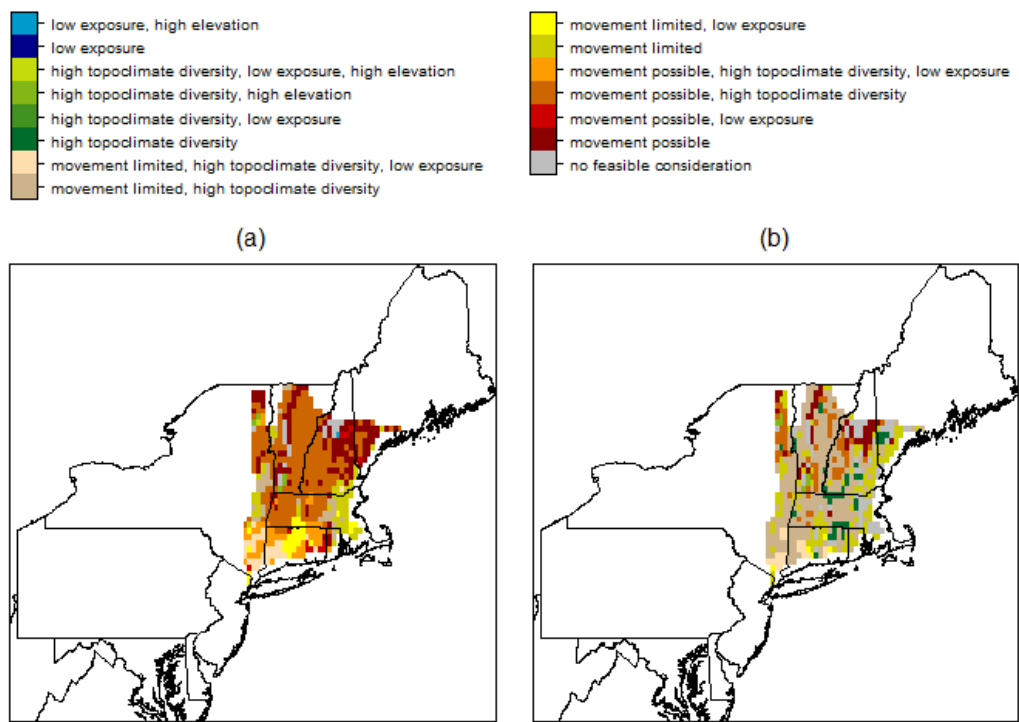 low exposure, high elevation
low exposure
high topoclimate diversity, low exposure, high elevation
high topoclimate diversity, high elevation
high topoclimate diversity, low exposure
high topoclimate diversity
movement limited, high topoclimate diversity, low exposure
movement limited, high topoclimate diversity
movement limited, low exposure
movement limited
movement possible, high topoclimate diversity, low exposure
movement possible, high topoclimate diversity
movement possible, low exposure
movement possible
no feasible consideration
(a)
(b)